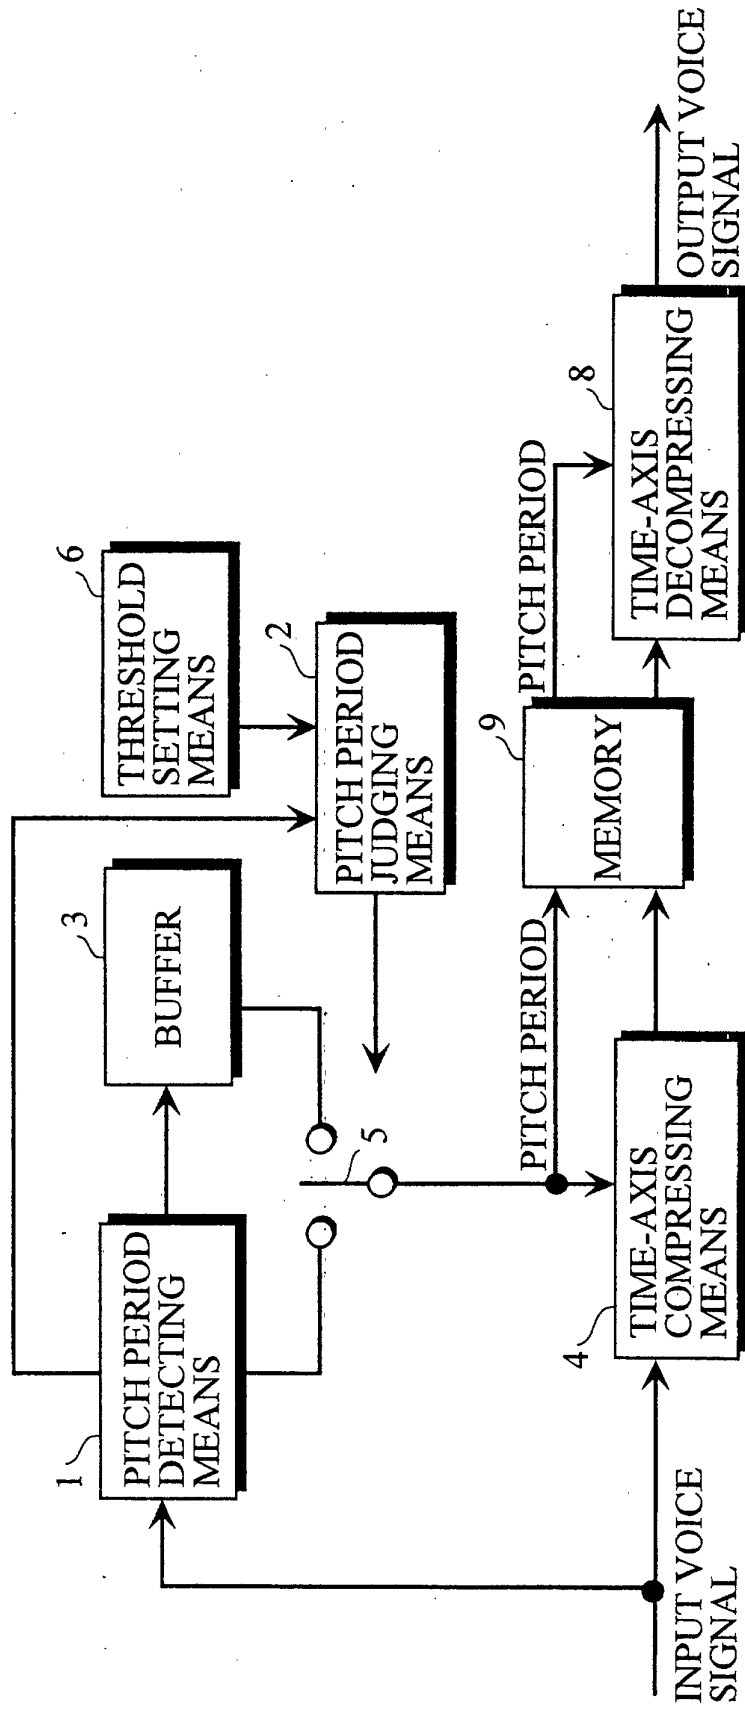 1
PITCH PERIOD
DETECTING
MEANS
3
BUFFER
6
THRESHOLD
SETTING
MEANS
2
PITCH PERIOD
JUDGING
MEANS
5
INPUT VOICE
SIGNAL
4
TIME-AXIS
COMPRESSING
MEANS
PITCH PERIOD
9
MEMORY
PITCH PERIOD
8
TIME-AXIS
DECOMPRESSING
MEANS
OUTPUT VOICE
SIGNAL